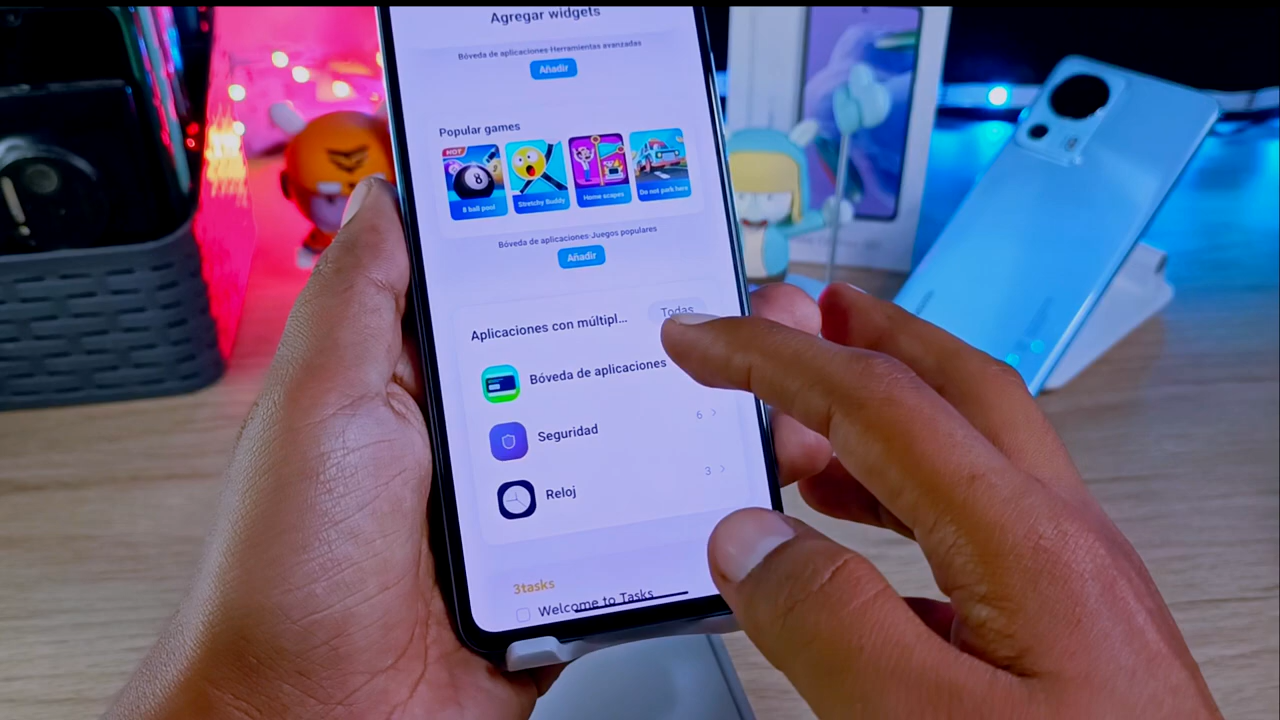 Agregar widgets
Bóveda de aplicaciones·Herramientas avanzadas
Añadir
Popular games
HOT
8
8 ball pool
Stretchy Buddy
Home scapes
Do not park here
Bóveda de aplicaciones·Juegos populares
Añadir
Aplicaciones con múltipl...
Todas
Bóveda de aplicaciones
Seguridad
6
Reloj
3
3tasks
Welcome to Tasks